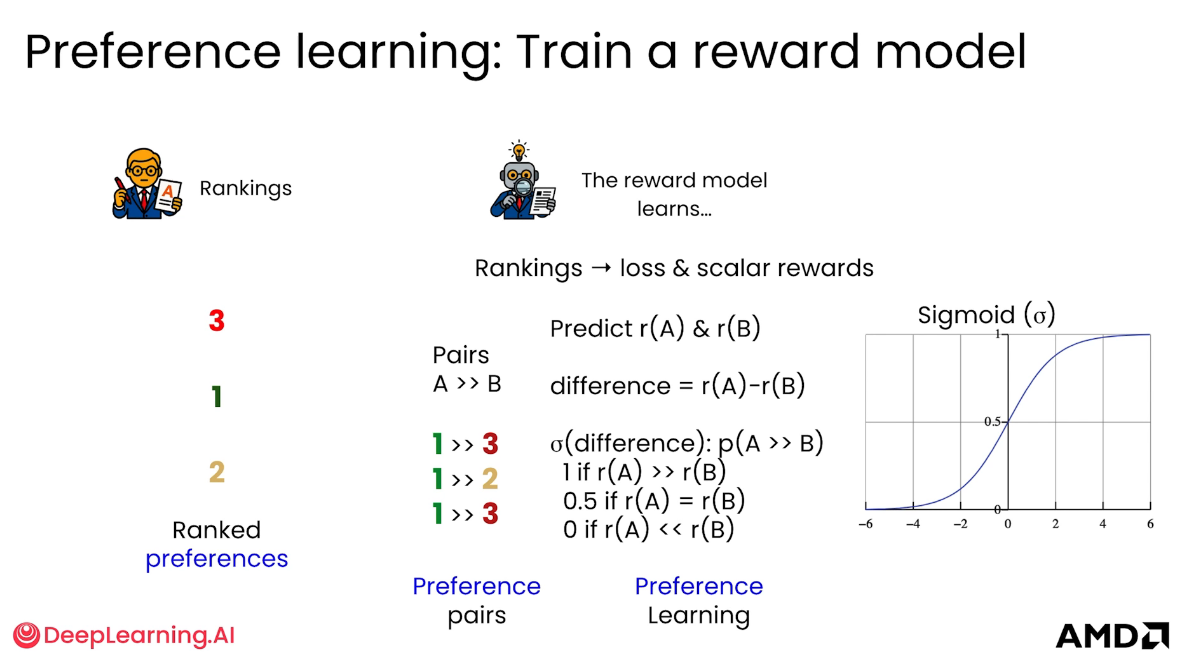 Preference learning: Train a reward model
A
Rankings
The reward model
learns...
Rankings → loss & scalar rewards
3
1
2
Ranked
preferences
Pairs
A >> B
1 >> 3
1 >> 2
1 >> 3
Preference
pairs
Predict r(A) & r(B)
difference = r(A)-r(B)
σ(difference): p(A >> B)
1 if r(A) >> r(B)
0.5 if r(A) = r(B)
0 if r(A) << r(B)
Preference
Learning
Sigmoid (σ)
1
0.5
0
-6 -4 -2 0 2 4 6
DeepLearning.AI
AMD